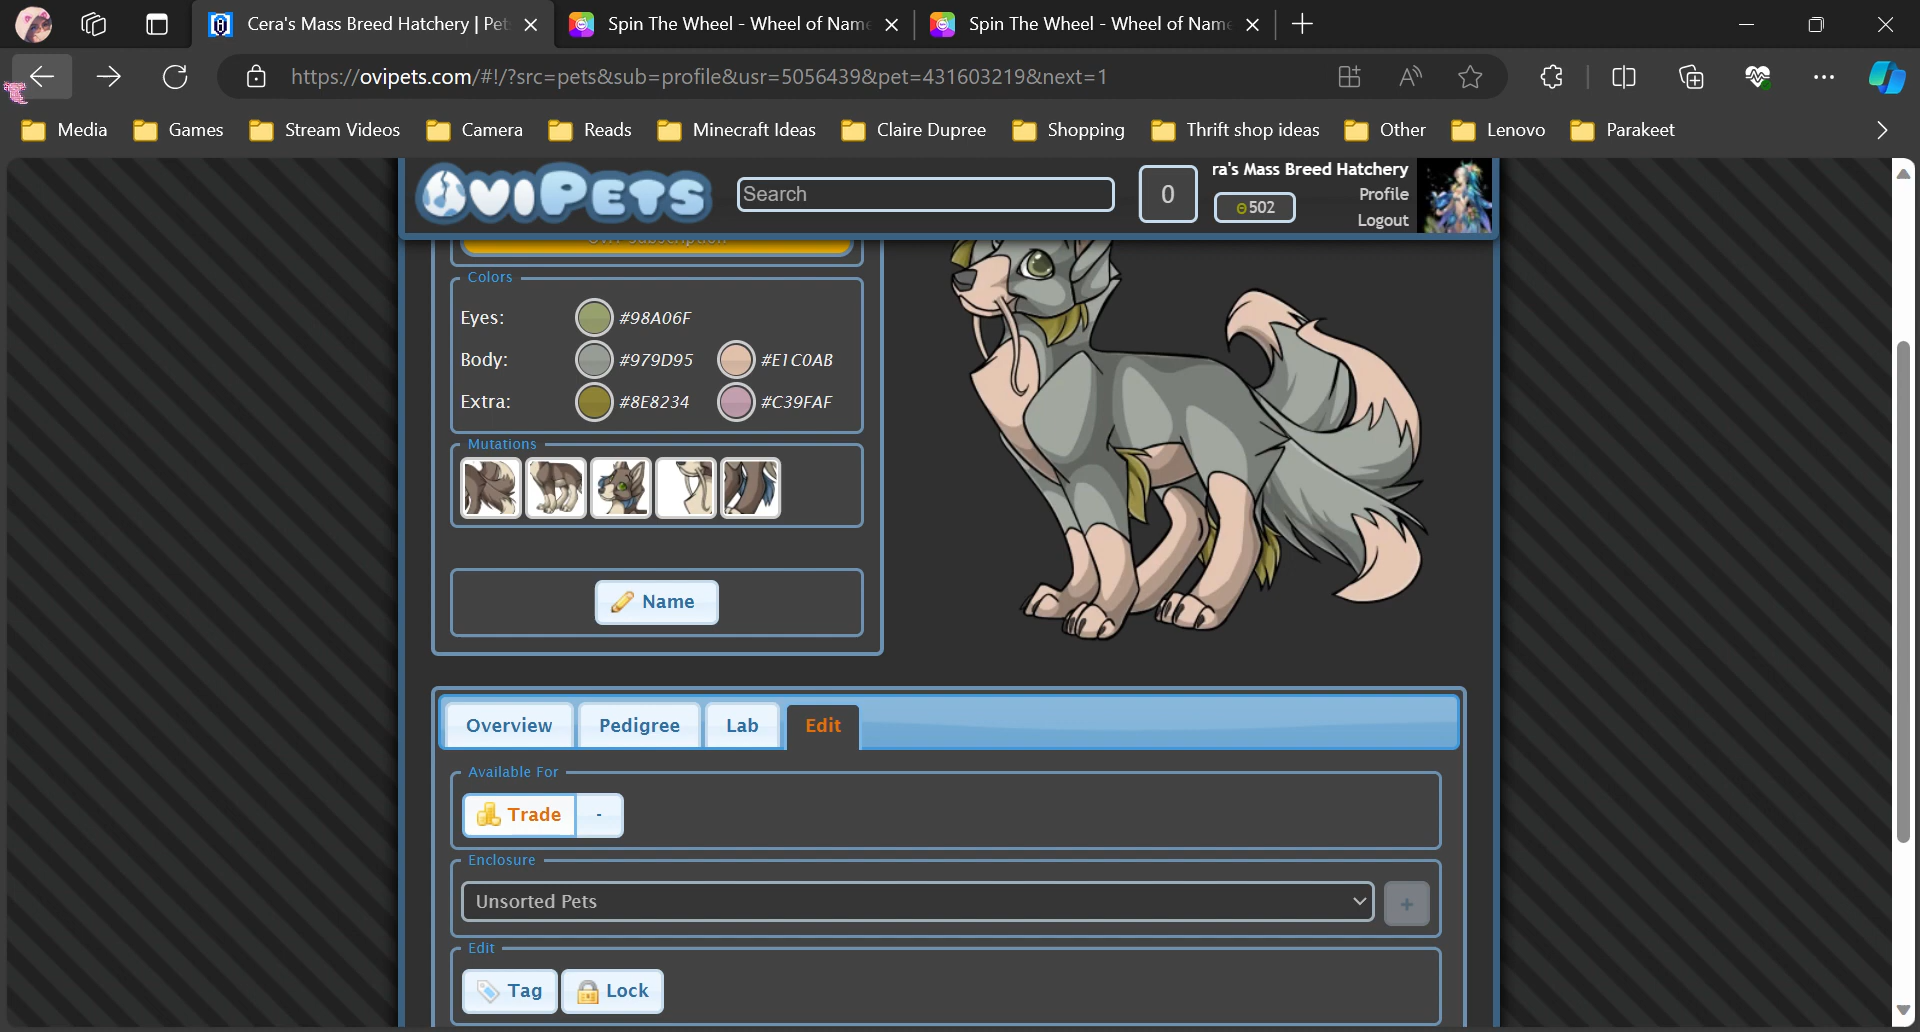 Cera's Mass Breed Hatchery | Pet
Spin The Wheel - Wheel of Name
Spin The Wheel - Wheel of Name
https://ovipets.com/#!/?src=pets&sub=profile&usr=5056439&pet=431603219&next=1
Media
Games
Stream Videos
Camera
Reads
Minecraft Ideas
Claire Dupree
Shopping
Thrift shop ideas
Other
Lenovo
Parakeet
OviPets
Search
0
ra's Mass Breed Hatchery
502
Profile
Logout
Colors
Eyes: #98A06F
Body: #979D95 #E1C0AB
Extra: #8E8234 #C39FAF
Mutations
Name
Overview
Pedigree
Lab
Edit
Available For
Trade -
Enclosure
Unsorted Pets +
Edit
Tag
Lock